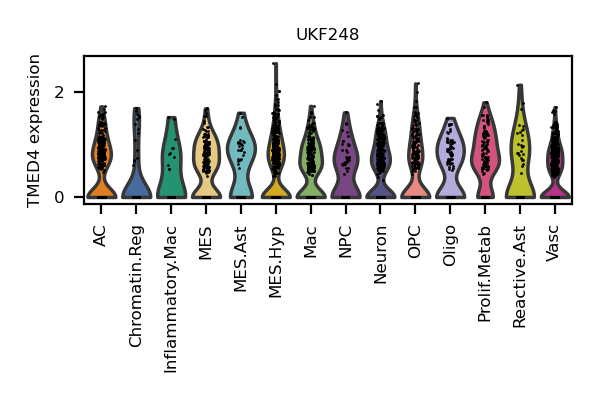 UKF248
TMED4 expression
2
0
AC
Chromatin.Reg
Inflammatory.Mac
MES
MES.Ast
MES.Hyp
Mac
NPC
Neuron
OPC
Oligo
Prolif.Metab
Reactive.Ast
Vasc